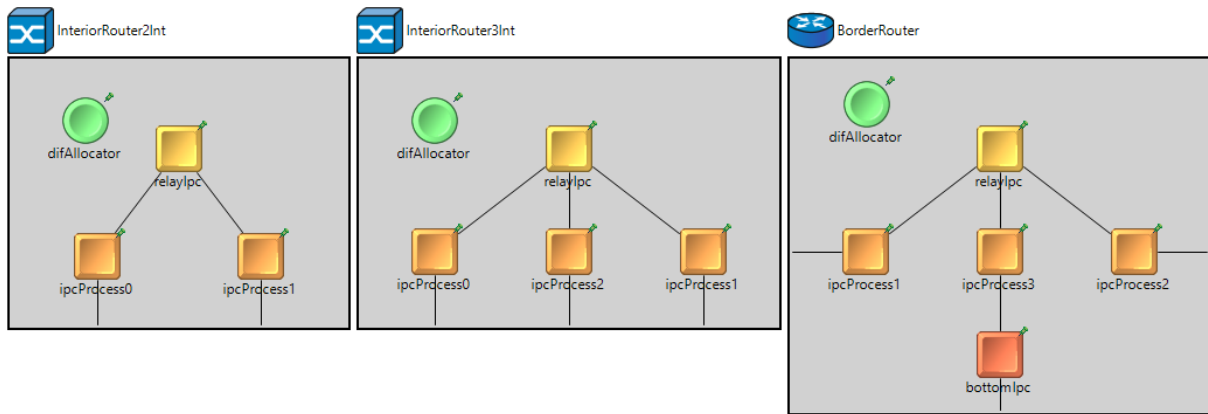 InteriorRouter2Int
difAllocator
relayIpc
ipcProcess0
ipcProcess1
InteriorRouter3Int
difAllocator
relayIpc
ipcProcess0
ipcProcess2
ipcProcess1
BorderRouter
difAllocator
relayIpc
ipcProcess1
ipcProcess3
ipcProcess2
bottomIpc